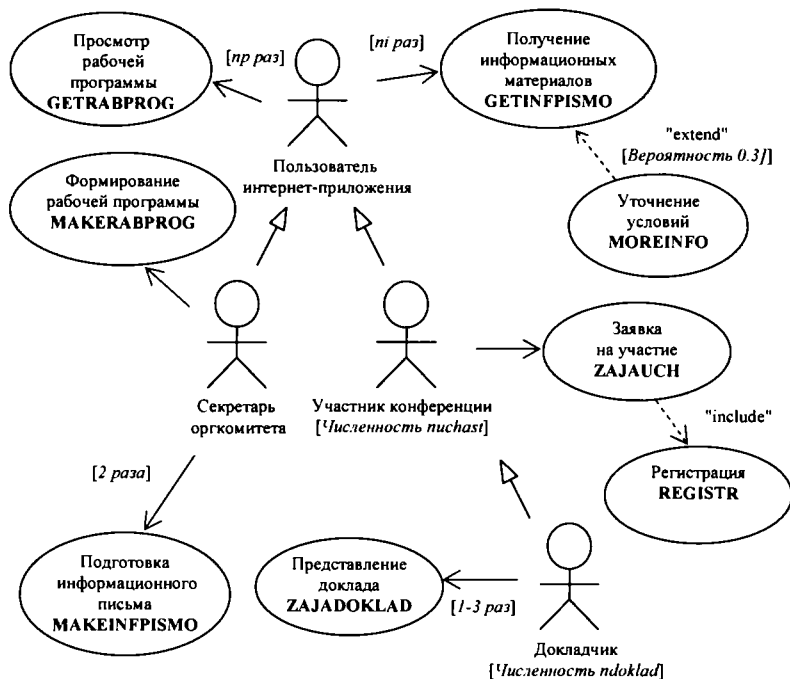 Просмотр
рабочей
программы
GETRABPROG
[np раз]
[ni раз]
Получение
информационных
материалов
GETINFPISMO
"extend"
[Вероятность 0.3]
Пользователь
интернет-приложения
Формирование
рабочей программы
MAKERABPROG
Уточнение
условий
MOREINFO
Заявка
на участие
ZAJAUCH
Секретарь
оргкомитета
Участник конференции
[Численность nuchast]
"include"
[2 раза]
Регистрация
REGISTR
Подготовка
информационного
письма
MAKEINFPISMO
Представление
доклада
ZAJADOKLAD
[1-3 раз]
Докладчик
[Численность ndoklad]